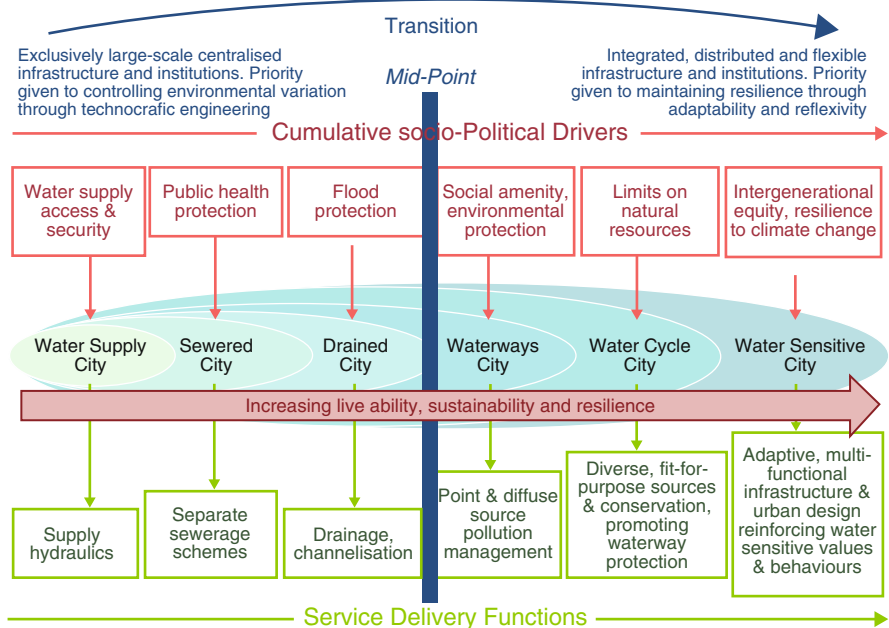 Transition
Exclusively large-scale centralised
infrastructure and institutions. Priority
given to controlling environmental variation
through technocrafic engineering
Mid-Point
Integrated, distributed and flexible
infrastructure and institutions. Priority
given to maintaining resilience through
adaptability and reflexivity
Cumulative socio-Political Drivers
Water supply
access &
security
Public health
protection
Flood
protection
Social amenity,
environmental
protection
Limits on
natural
resources
Intergenerational
equity, resilience
to climate change
Water Supply
City
Sewered
City
Drained City
Waterways
City
Water Cycle
City
Water Sensitive
City
Increasing live ability, sustainability and resilience
Supply
hydraulics
Separate
sewerage
schemes
Drainage,
channelisation
Point & diffuse
source
pollution
management
Diverse, fit-for-
purpose sources
& conservation,
promoting
waterway
protection
Adaptive, multi-
functional
infrastructure &
urban design
reinforcing water
sensitive values
& behaviours
Service Delivery Functions